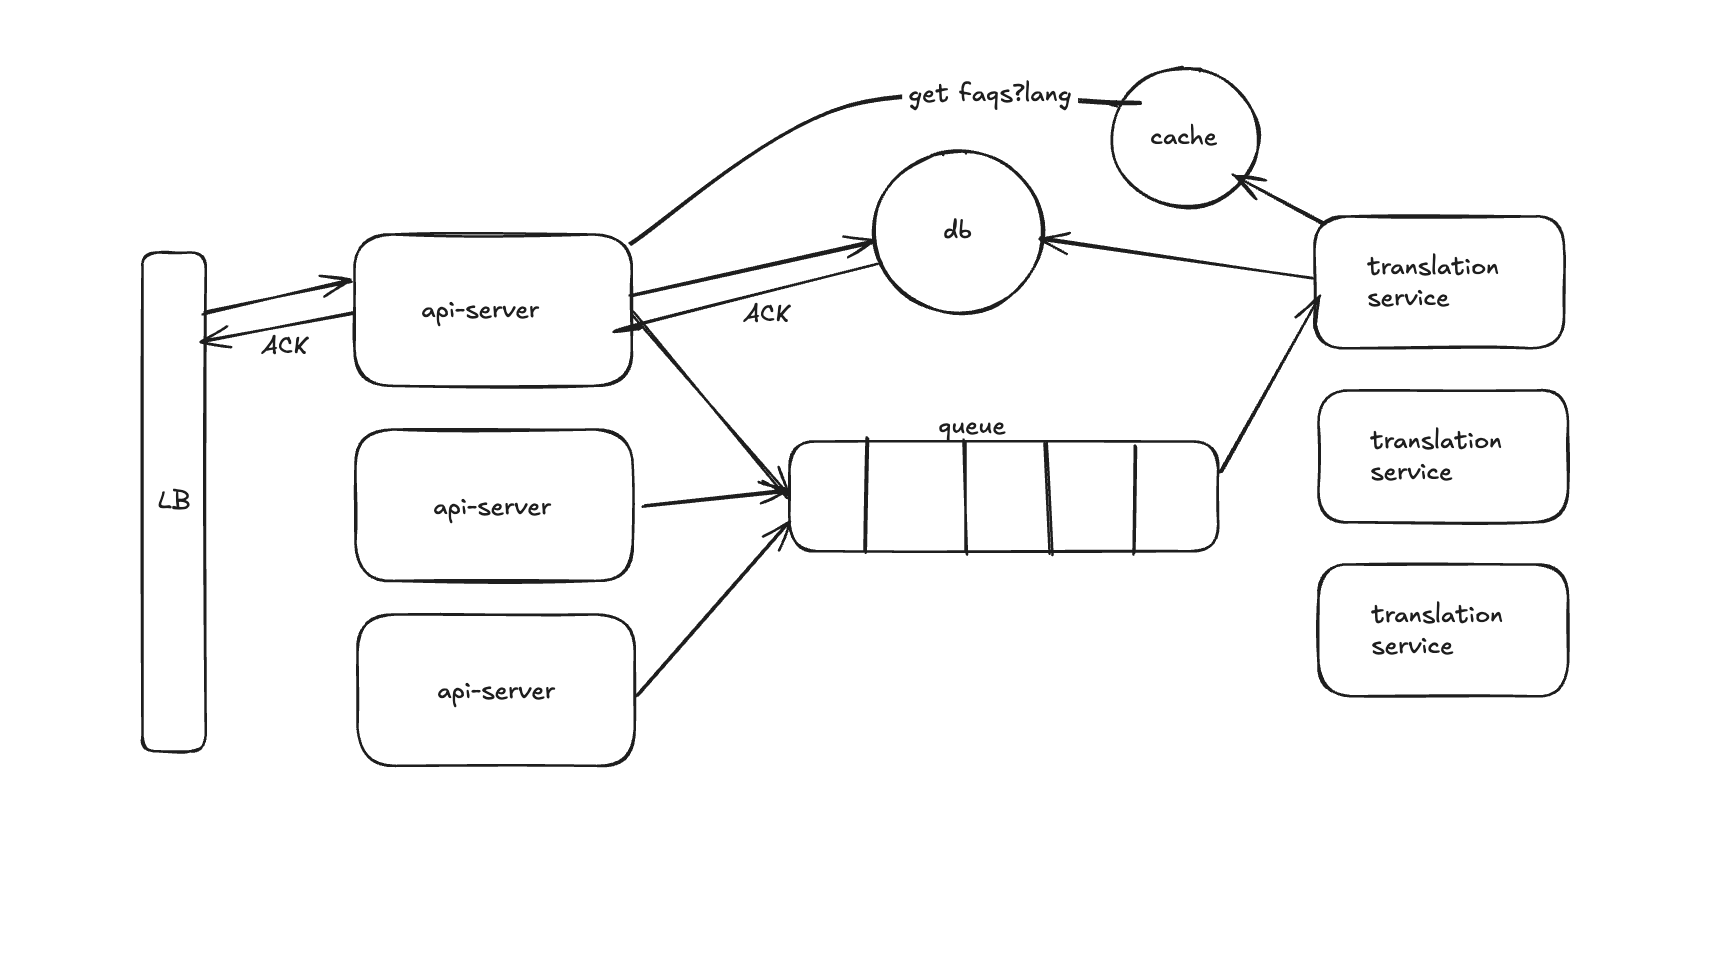 get faqs?lang
cache
db
translation
service
api-server
ACK
ACK
queue
translation
service
LB
api-server
translation
service
api-server